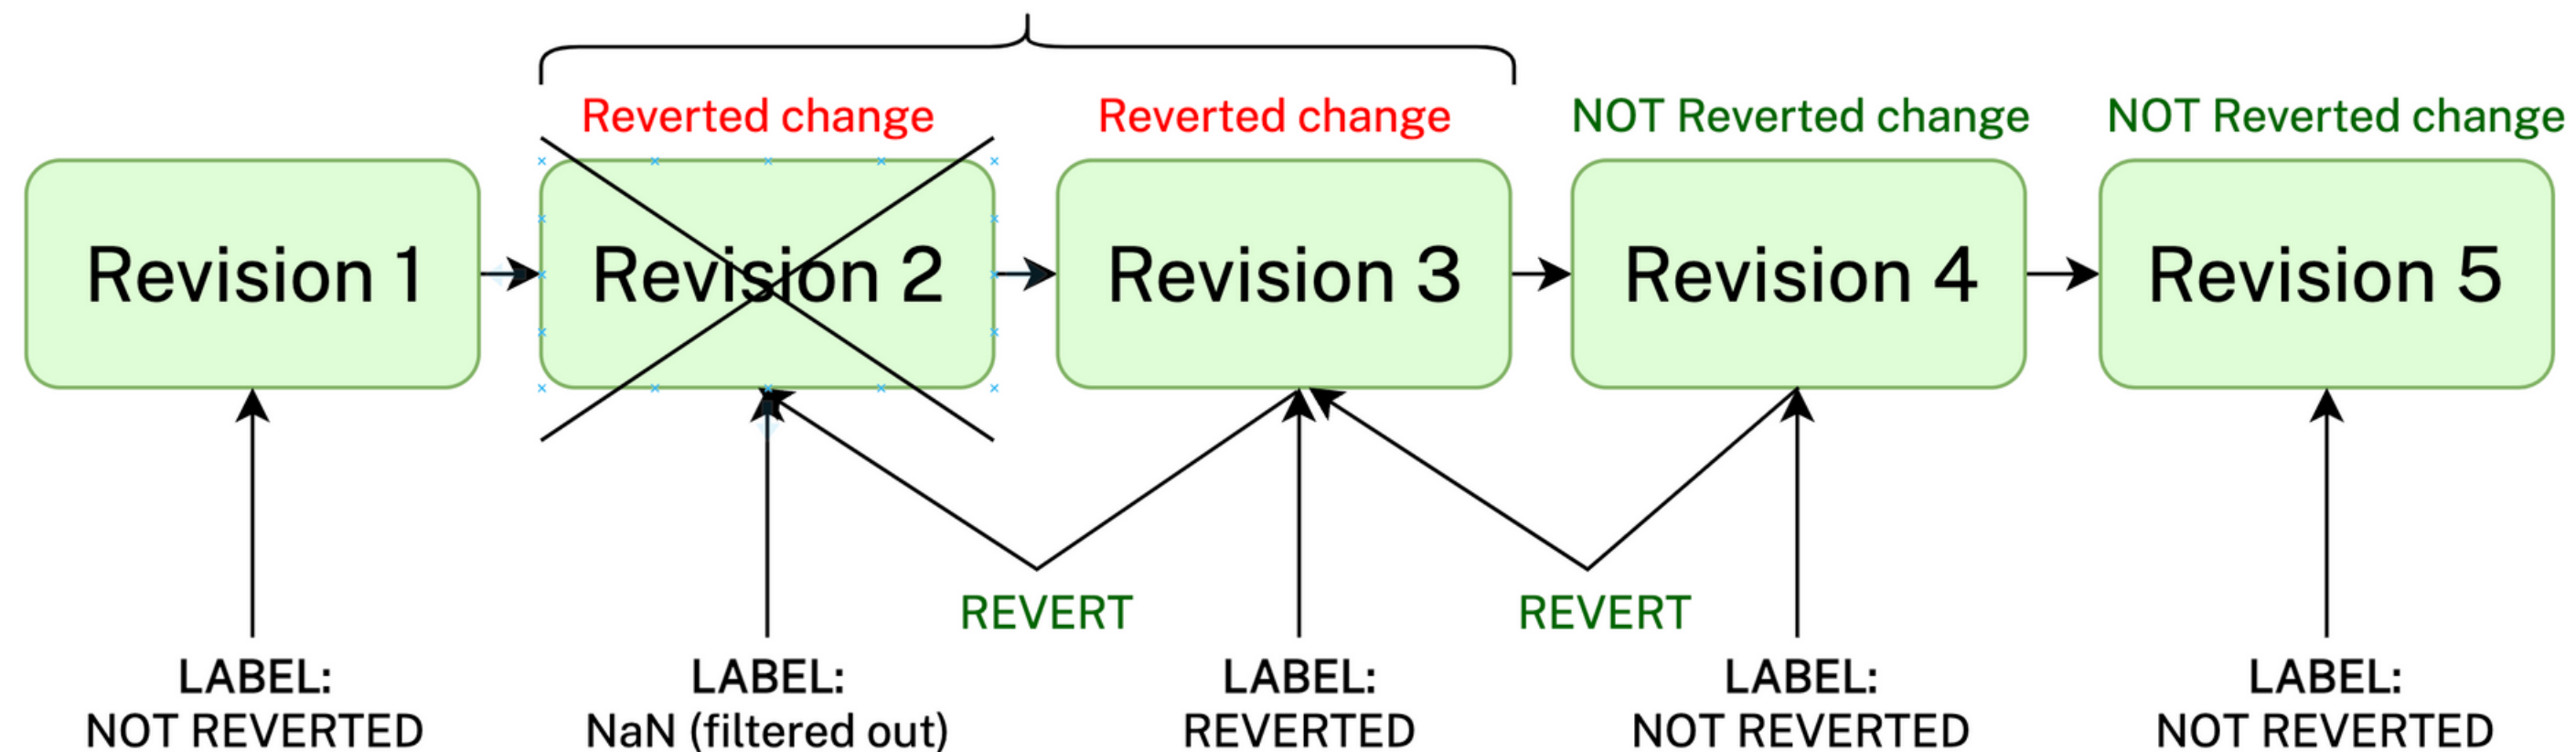 Reverted change
Reverted change
NOT Reverted change
NOT Reverted change
Revision 1
Revision 2
Revision 3
Revision 4
Revision 5
REVERT
REVERT
LABEL:
NOT REVERTED
LABEL:
NaN (filtered out)
LABEL:
REVERTED
LABEL:
NOT REVERTED
LABEL:
NOT REVERTED